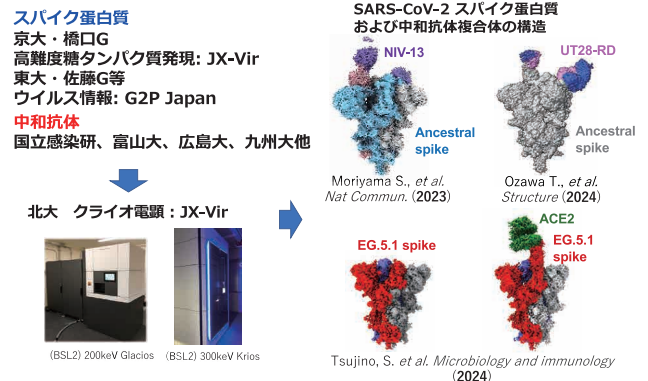 スパイク蛋白質
京大・橋口G
高難度糖タンパク質発現: JX-Vir
東大・佐藤G等
ウイルス情報: G2P Japan
中和抗体
国立感染研、富山大、広島大、九州大他
北大　クライオ電顕：JX-Vir
(BSL2) 200keV Glacios
(BSL2) 300keV Krios
SARS-CoV-2 スパイク蛋白質
および中和抗体複合体の構造
NIV-13
Ancestral
spike
Moriyama S., et al.
Nat Commun. (2023)
UT28-RD
Ancestral
spike
Ozawa T., et al.
Structure (2024)
EG.5.1 spike
ACE2
EG.5.1
spike
Tsujino, S. et al. Microbiology and immunology
(2024)